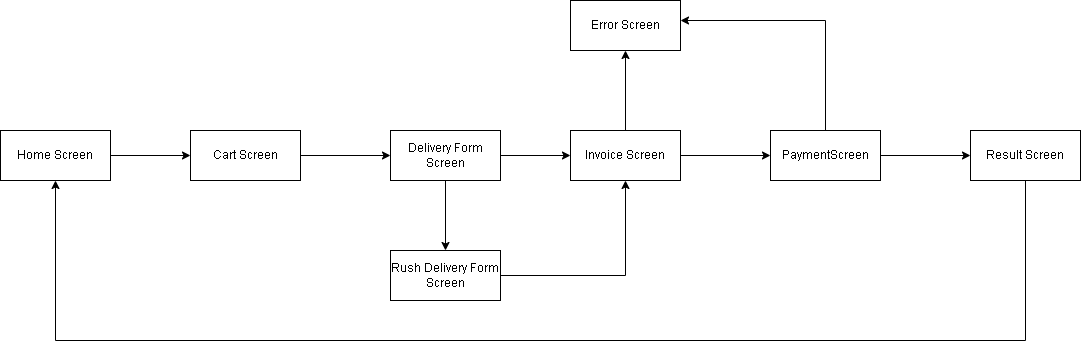 Error Screen
Home Screen
Cart Screen
Delivery Form
Screen
Invoice Screen
PaymentScreen
Result Screen
Rush Delivery Form
Screen